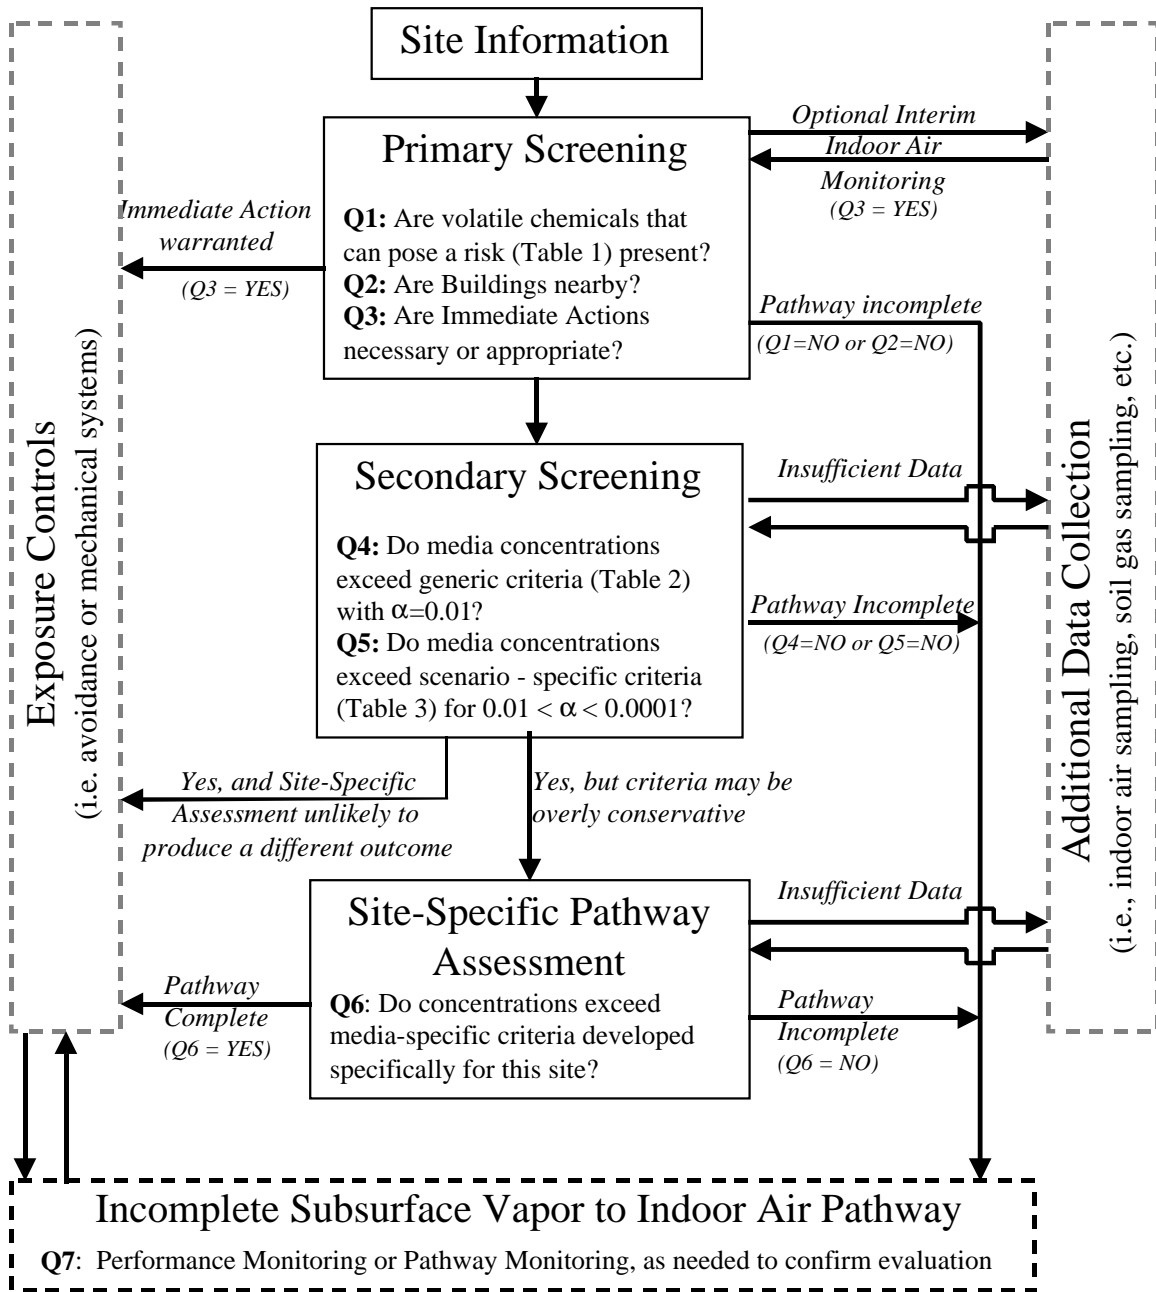 Site Information
Primary Screening
Q1: Are volatile chemicals that
can pose a risk (Table 1) present?
Q2: Are Buildings nearby?
Q3: Are Immediate Actions
necessary or appropriate?
Optional Interim
Indoor Air
Monitoring
(Q3 = YES)
Immediate Action
warranted
(Q3 = YES)
Pathway incomplete
(Q1=NO or Q2=NO)
Secondary Screening
Q4: Do media concentrations
exceed generic criteria (Table 2)
with α=0.01?
Q5: Do media concentrations
exceed scenario - specific criteria
(Table 3) for 0.01 < α < 0.0001?
Insufficient Data
Pathway Incomplete
(Q4=NO or Q5=NO)
Yes, and Site-Specific
Assessment unlikely to
produce a different outcome
Yes, but criteria may be
overly conservative
Site-Specific Pathway
Assessment
Q6: Do concentrations exceed
media-specific criteria developed
specifically for this site?
Insufficient Data
Pathway
Complete
(Q6 = YES)
Pathway
Incomplete
(Q6 = NO)
Exposure Controls
(i.e. avoidance or mechanical systems)
Additional Data Collection
(i.e., indoor air sampling, soil gas sampling, etc.)
Incomplete Subsurface Vapor to Indoor Air Pathway
Q7: Performance Monitoring or Pathway Monitoring, as needed to confirm evaluation